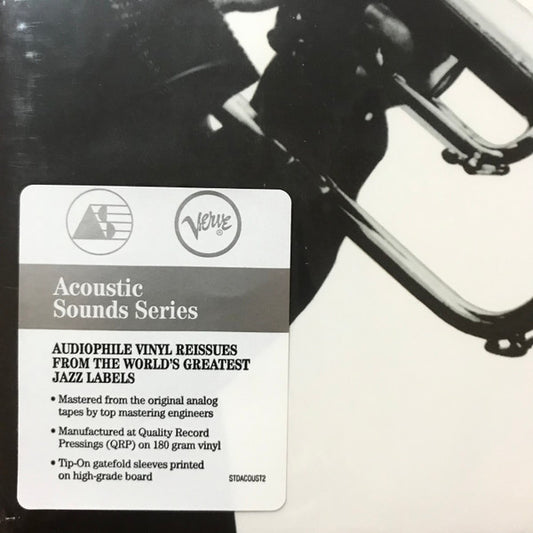 AS
Verve®
Acoustic
Sounds Series
AUDIOPHILE VINYL REISSUES
FROM THE WORLD'S GREATEST
JAZZ LABELS
• Mastered from the original analog
tapes by top mastering engineers
• Manufactured at Quality Record
Pressings (QRP) on 180 gram vinyl
• Tip-On gatefold sleeves printed
on high-grade board
STDACOUST2